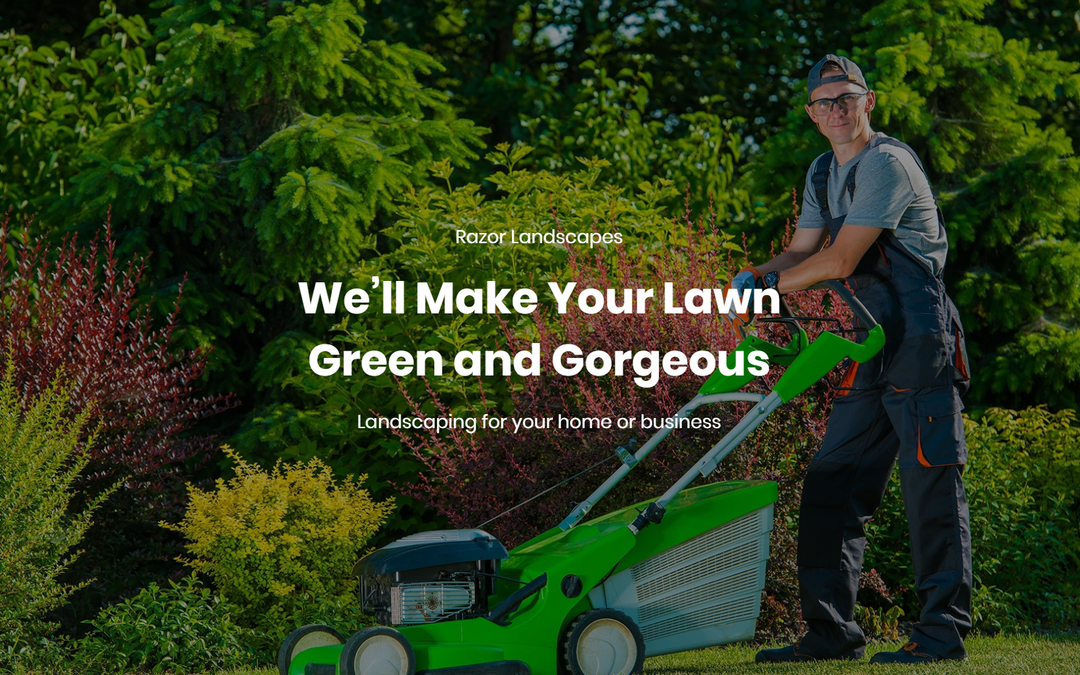 Razor Landscapes
We’ll Make Your Lawn
Green and Gorgeous
Landscaping for your home or business